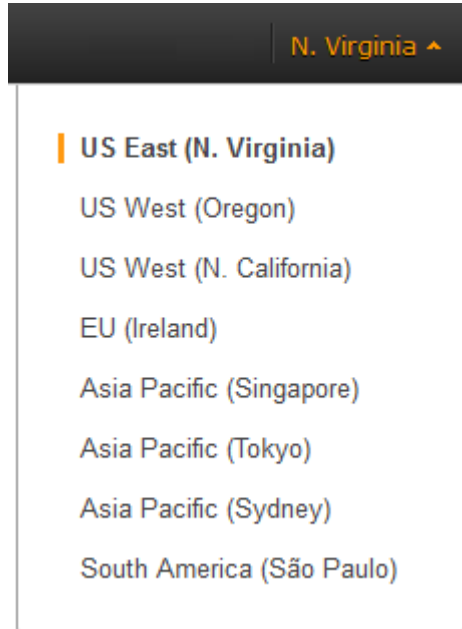 N. Virginia
US East (N. Virginia)
US West (Oregon)
US West (N. California)
EU (Ireland)
Asia Pacific (Singapore)
Asia Pacific (Tokyo)
Asia Pacific (Sydney)
South America (São Paulo)